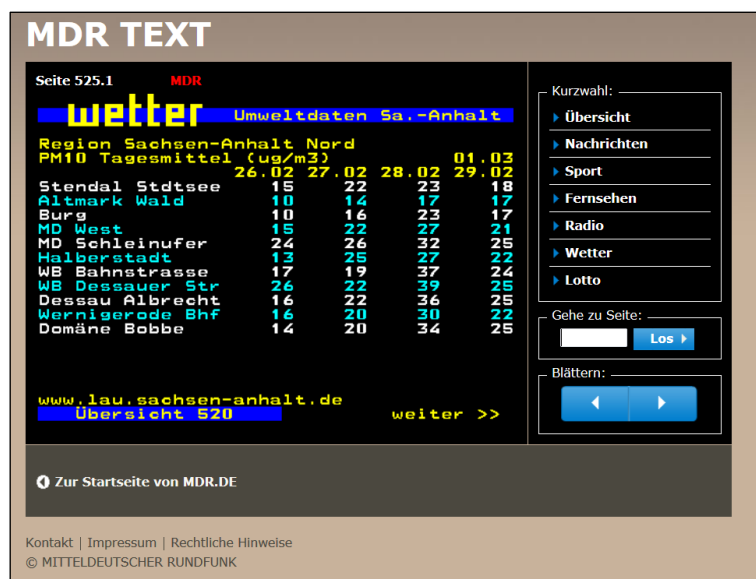 MDR TEXT
Seite 525.1 MDR
wetter Umweltdaten Sa.-Anhalt
Region Sachsen-Anhalt Nord
PM10 Tagesmittel (ug/m3) 01.03
26.02 27.02 28.02 29.02
Stendal Stdtsee 15 22 23 18
Altmark Wald 10 14 17 17
Burg 10 16 23 17
MD West 15 22 27 21
MD Schleinufer 24 26 32 25
Halberstadt 13 25 27 22
WB Bahnstrasse 17 19 37 24
WB Dessauer Str 26 22 39 25
Dessau Albrecht 16 22 36 25
Wernigerode Bhf 16 20 30 22
Domäne Bobbe 14 20 34 25
www.lau.sachsen-anhalt.de
Übersicht 520 weiter >>
Kurzwahl:
Übersicht
Nachrichten
Sport
Fernsehen
Radio
Wetter
Lotto
Gehe zu Seite:
Los
Blättern:
Zur Startseite von MDR.DE
Kontakt | Impressum | Rechtliche Hinweise
© MITTELDEUTSCHER RUNDFUNK